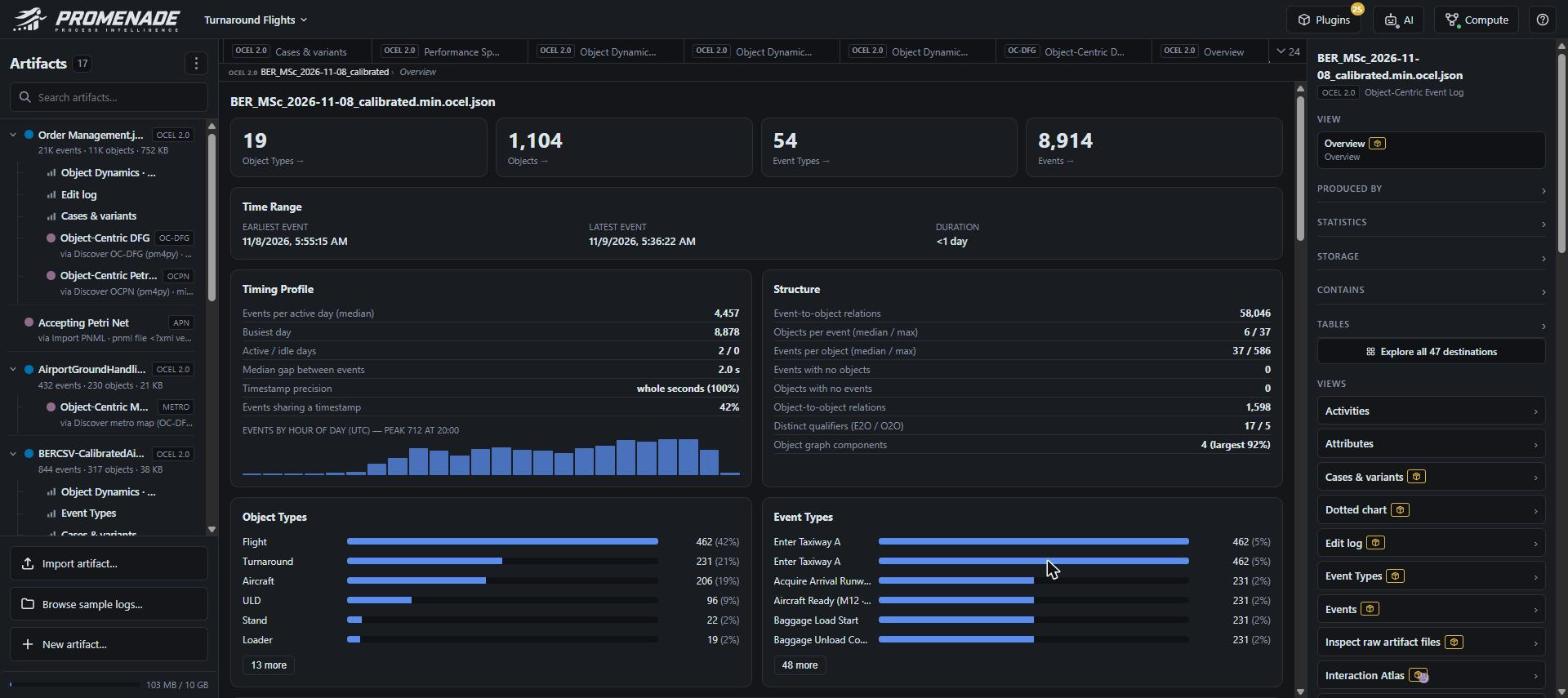 PROMENADE
PROCESS INTELLIGENCE
Turnaround Flights
Plugins
25
AI
Compute
Artifacts 17
Search artifacts...
Order Management.j... OCEL 2.0
21K events · 11K objects · 752 KB
Object Dynamics · ...
Edit log
Cases & variants
Object-Centric DFG OC-DFG
via Discover OC-DFG (pm4py) · ...
Object-Centric Petr... OCPN
via Discover OCPN (pm4py) · mi...
Accepting Petri Net APN
via Import PNML · pnml file <?xml ve...
AirportGroundHandli... OCEL 2.0
432 events · 230 objects · 21 KB
Object-Centric M... METRO
via Discover metro map (OC-DF...
BERCSV-CalibratedAi... OCEL 2.0
844 events · 317 objects · 38 KB
Object Dynamics · ...
Event Types
Cases & variants
Import artifact...
Browse sample logs...
New artifact...
103 MB / 10 GB
OCEL 2.0 Cases & variants
OCEL 2.0 Performance Sp...
OCEL 2.0 Object Dynamic...
OCEL 2.0 Object Dynamic...
OCEL 2.0 Object Dynamic...
OC-DFG Object-Centric D...
OCEL 2.0 Overview
24
OCEL 2.0 BER_MSc_2026-11-08_calibrated › Overview
BER_MSc_2026-11-08_calibrated.min.ocel.json
19
Object Types →
1,104
Objects →
54
Event Types →
8,914
Events →
Time Range
EARLIEST EVENT
11/8/2026, 5:55:15 AM
LATEST EVENT
11/9/2026, 5:36:22 AM
DURATION
<1 day
Timing Profile
Events per active day (median) 4,457
Busiest day 8,878
Active / idle days 2 / 0
Median gap between events 2.0 s
Timestamp precision whole seconds (100%)
Events sharing a timestamp 42%
EVENTS BY HOUR OF DAY (UTC) — PEAK 712 AT 20:00
Structure
Event-to-object relations 58,046
Objects per event (median / max) 6 / 37
Events per object (median / max) 37 / 586
Events with no objects 0
Objects with no events 0
Object-to-object relations 1,598
Distinct qualifiers (E2O / O2O) 17 / 5
Object graph components 4 (largest 92%)
Object Types
Flight 462 (42%)
Turnaround 231 (21%)
Aircraft 206 (19%)
ULD 96 (9%)
Stand 22 (2%)
Loader 19 (2%)
13 more
Event Types
Enter Taxiway A 462 (5%)
Enter Taxiway A 462 (5%)
Acquire Arrival Runw... 231 (2%)
Aircraft Ready (M12 -... 231 (2%)
Baggage Load Start 231 (2%)
Baggage Unload Co... 231 (2%)
48 more
BER_MSc_2026-11-
08_calibrated.min.ocel.json
OCEL 2.0 Object-Centric Event Log
VIEW
Overview
Overview
PRODUCED BY
STATISTICS
STORAGE
CONTAINS
TABLES
Explore all 47 destinations
VIEWS
Activities
Attributes
Cases & variants
Dotted chart
Edit log
Event Types
Events
Inspect raw artifact files
Interaction Atlas